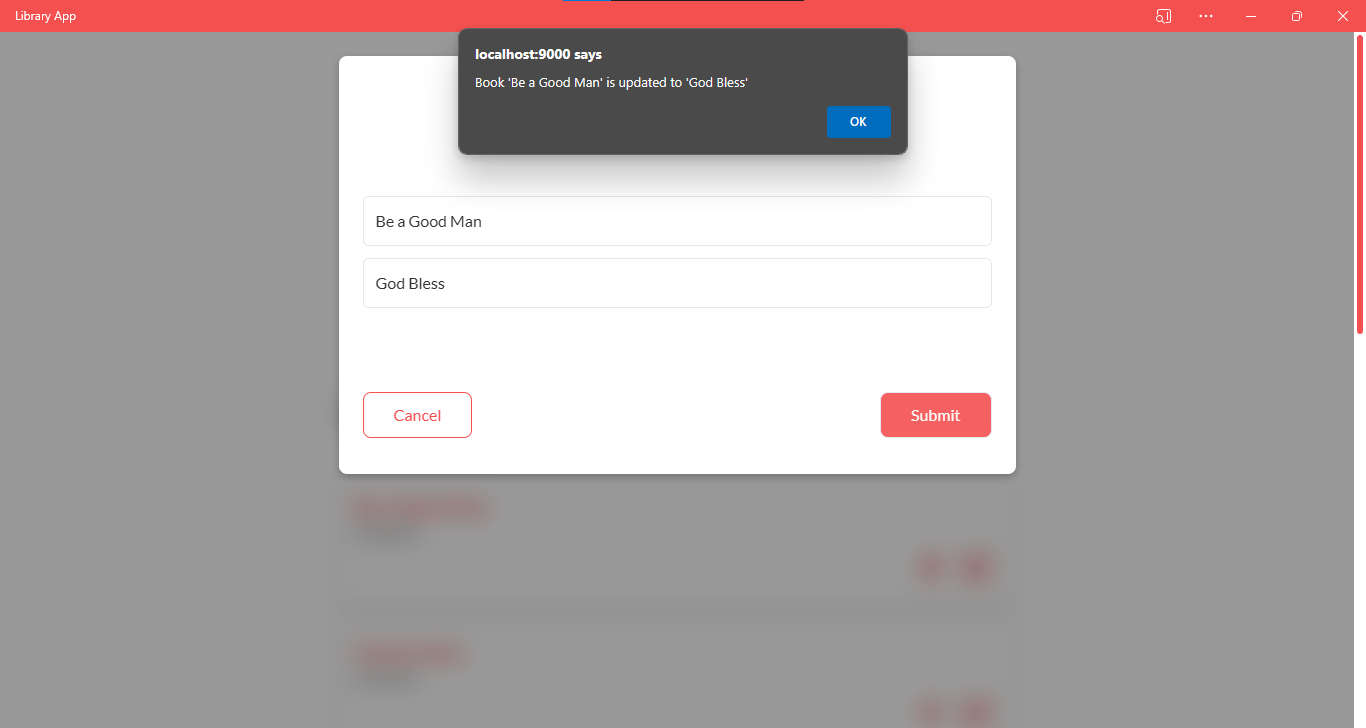 Library App
localhost:9000 says
Book 'Be a Good Man' is updated to 'God Bless'
OK
Be a Good Man
God Bless
Cancel
Submit